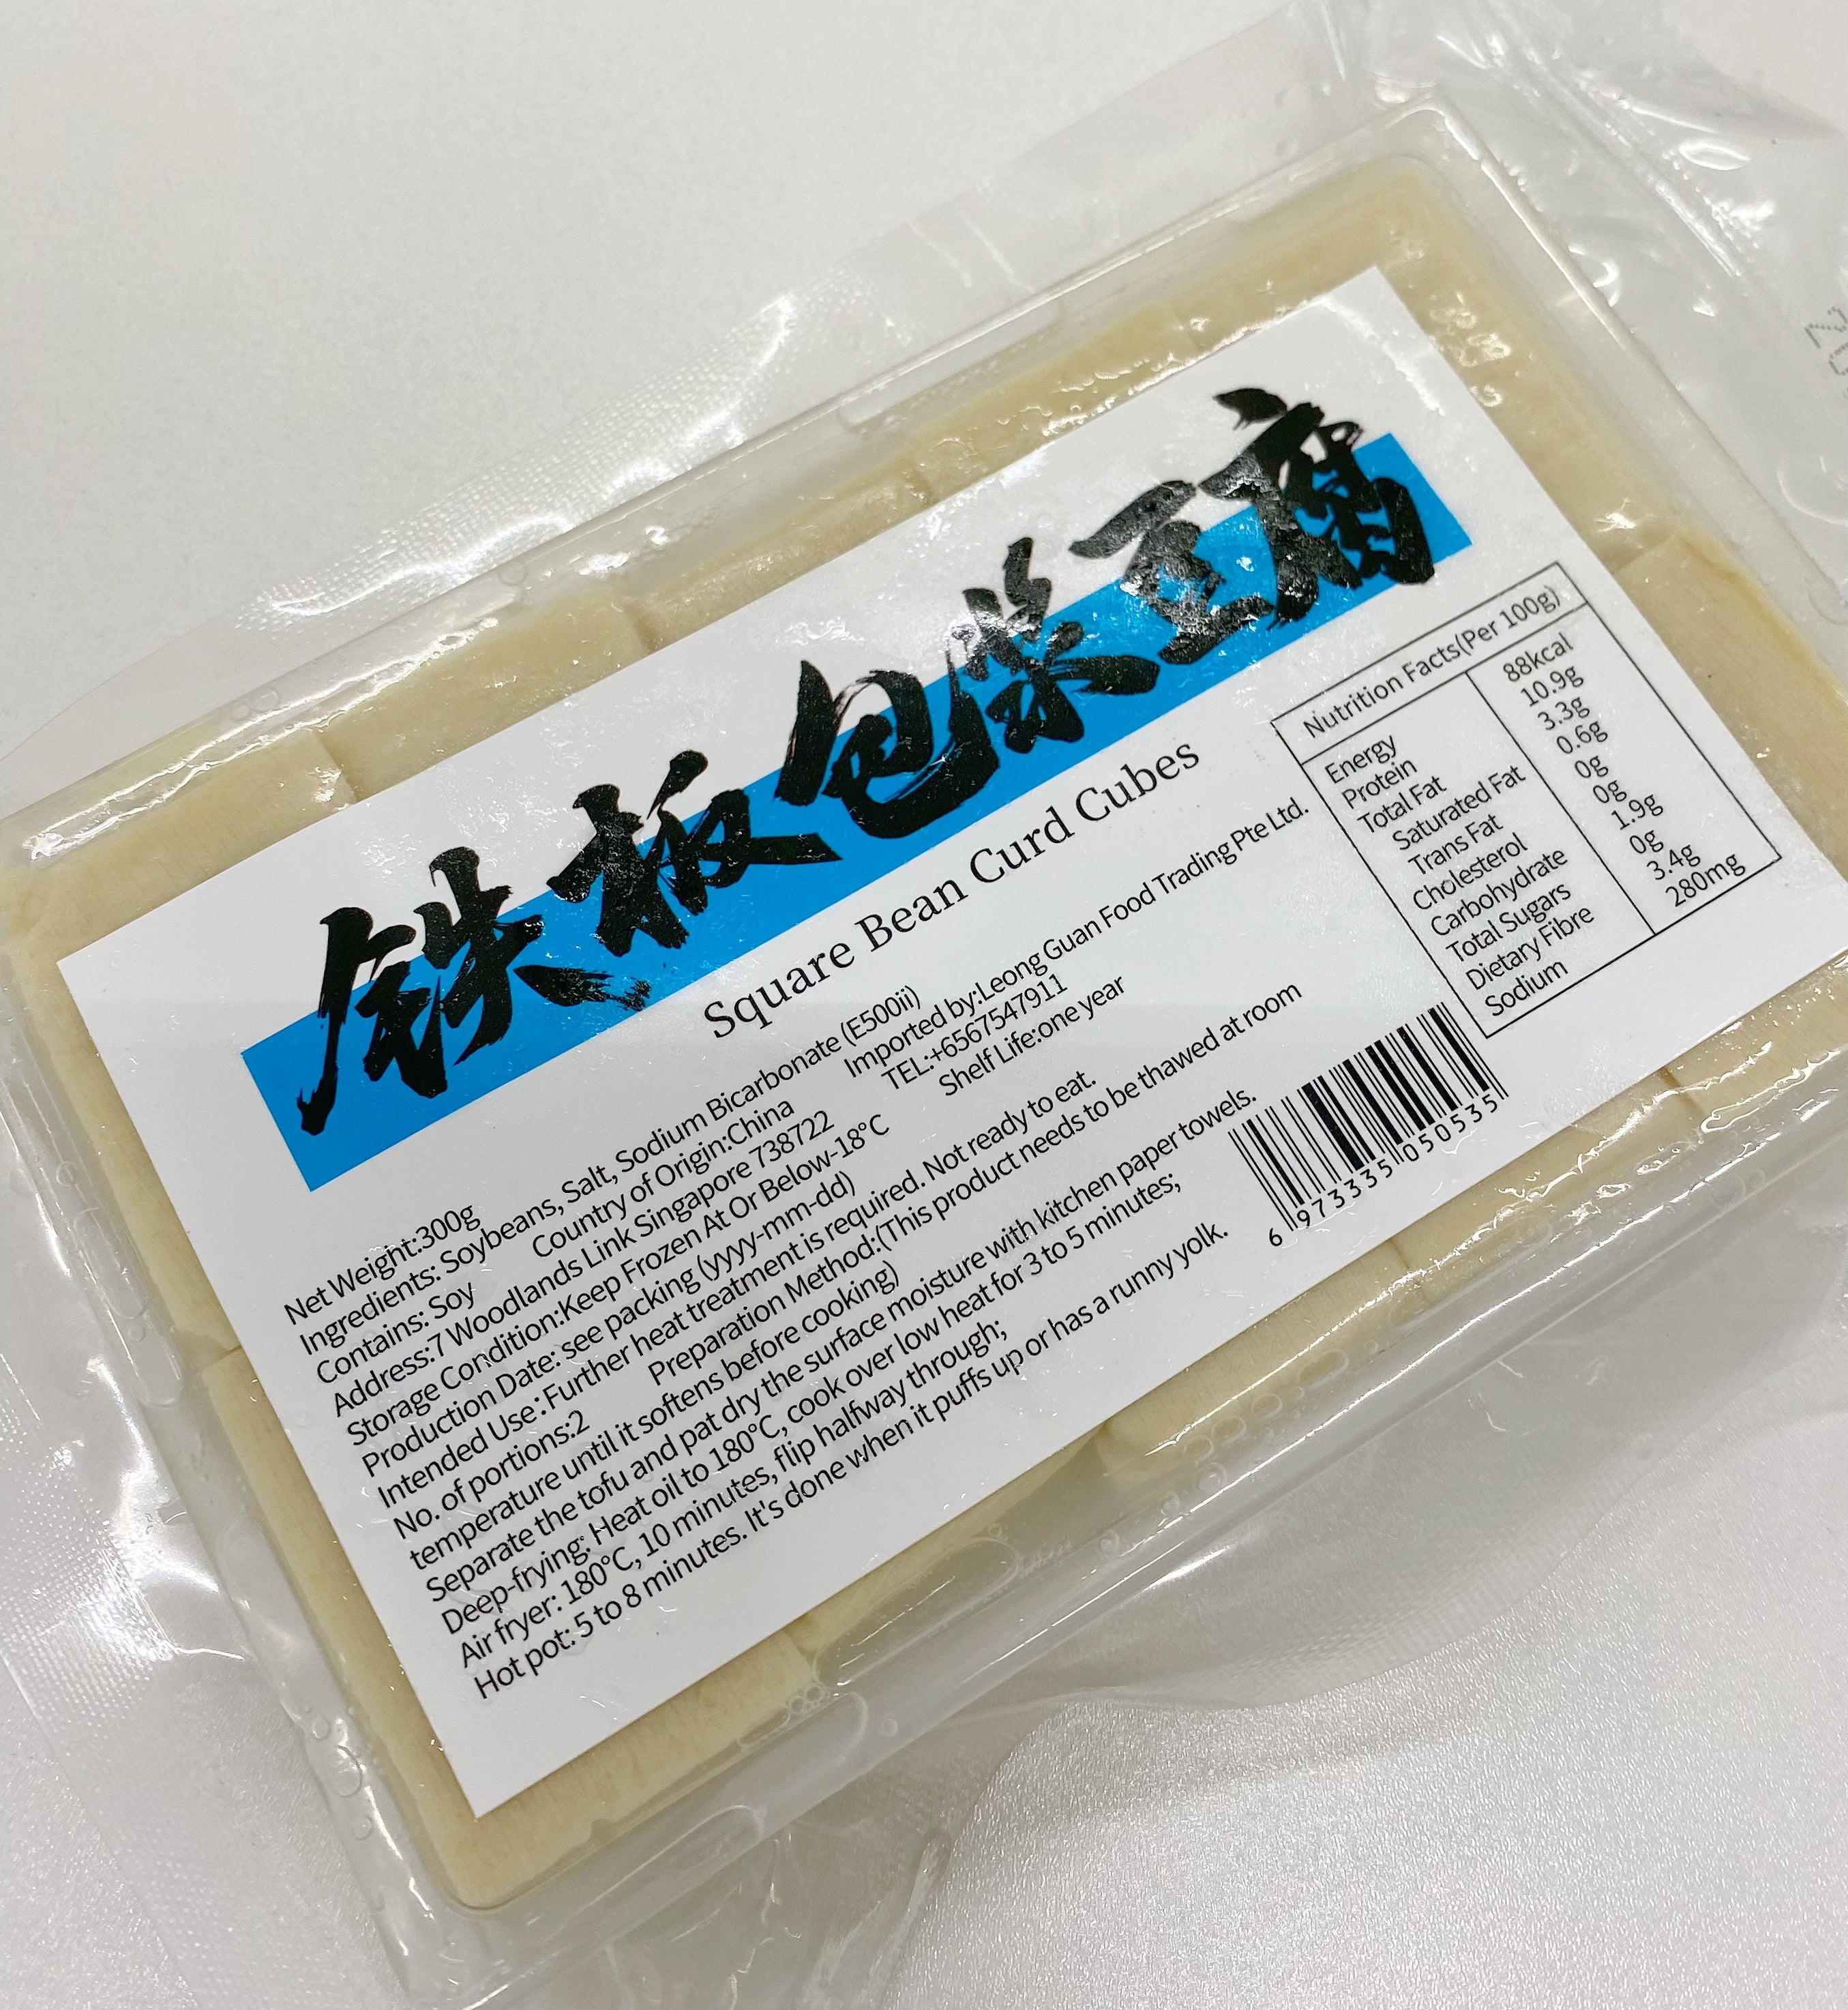 铁板包浆豆腐
Square Bean Curd Cubes
Net Weight:300g
Ingredients: Soybeans, Salt, Sodium Bicarbonate (E500ii)
Contains: Soy Country of Origin:China Imported by:Leong Guan Food Trading Pte Ltd.
Address:7 Woodlands Link Singapore 738722 TEL:+6567547911
Storage Condition:Keep Frozen At Or Below-18°C Shelf Life:one year
Production Date: see packing (yyyy-mm-dd)
Intended Use: Further heat treatment is required. Not ready to eat.
No. of portions:2 Preparation Method:(This product needs to be thawed at room
temperature until it softens before cooking)
Separate the tofu and pat dry the surface moisture with kitchen paper towels.
Deep-frying: Heat oil to 180°C, cook over low heat for 3 to 5 minutes;
Air fryer: 180°C, 10 minutes, flip halfway through;
Hot pot: 5 to 8 minutes. It's done when it puffs up or has a runny yolk.
Nutrition Facts(Per 100g)
Energy 88kcal
Protein 10.9g
Total Fat 3.3g
Saturated Fat 0.6g
Trans Fat 0g
Cholesterol 0g
Carbohydrate 1.9g
Total Sugars 0g
Dietary Fibre 3.4g
Sodium 280mg
6 973335 050535